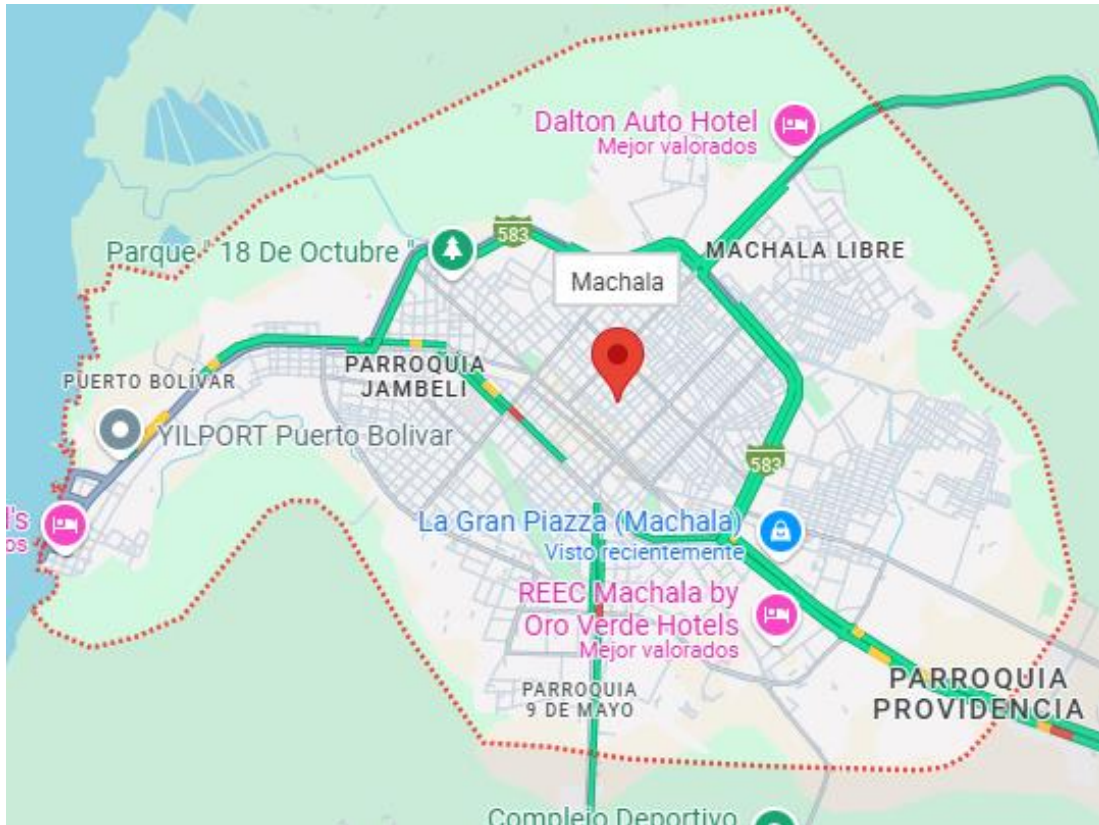 Dalton Auto Hotel
Mejor valorados
583
Parque " 18 De Octubre "
MACHALA LIBRE
Machala
PARROQUIA
JAMBELI
PUERTO BOLÍVAR
YILPORT Puerto Bolivar
583
La Gran Piazza (Machala)
Visto recientemente
REEC Machala by
Oro Verde Hotels
Mejor valorados
PARROQUIA
9 DE MAYO
PARROQUIA
PROVIDENCIA
Complejo Deportivo